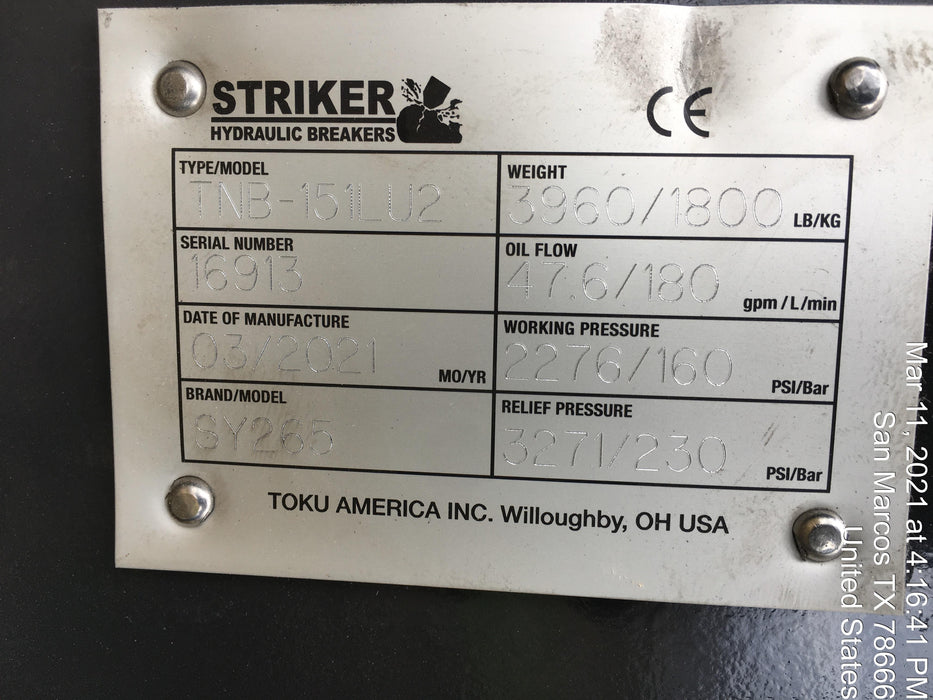 STRIKER
HYDRAULIC BREAKERS
CE
TYPE/MODEL
TNB-151LU2
WEIGHT
3960/1800 LB/KG
SERIAL NUMBER
16913
OIL FLOW
47.6/180 gpm / L / min
DATE OF MANUFACTURE
03/2021 MO/YR
WORKING PRESSURE
2276/160 PSI/Bar
BRAND/MODEL
SY265
RELIEF PRESSURE
3271/230 PSI/Bar
TOKU AMERICA INC. Willoughby, OH USA
Mar 11, 2021 at 4:16:41 PM
San Marcos TX 78666
United States